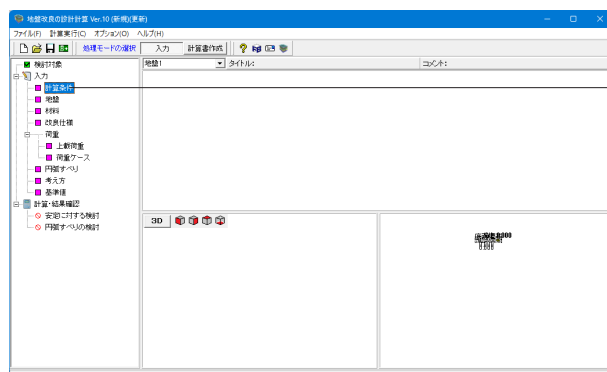 地盤改良の設計計算 Ver.10 (新規)(更新)
ファイル(F) 計算実行(C) オプション(O) ヘルプ(H)
処理モードの選択 入力 計算書作成
検討対象
地盤1 タイトル: コメント:
入力
計算条件
地盤
材料
改良仕様
荷重
上載荷重
荷重ケース
円弧すべり
考え方
基準値
計算・結果確認
安定に対する検討
円弧すべりの検討
3D
0.000